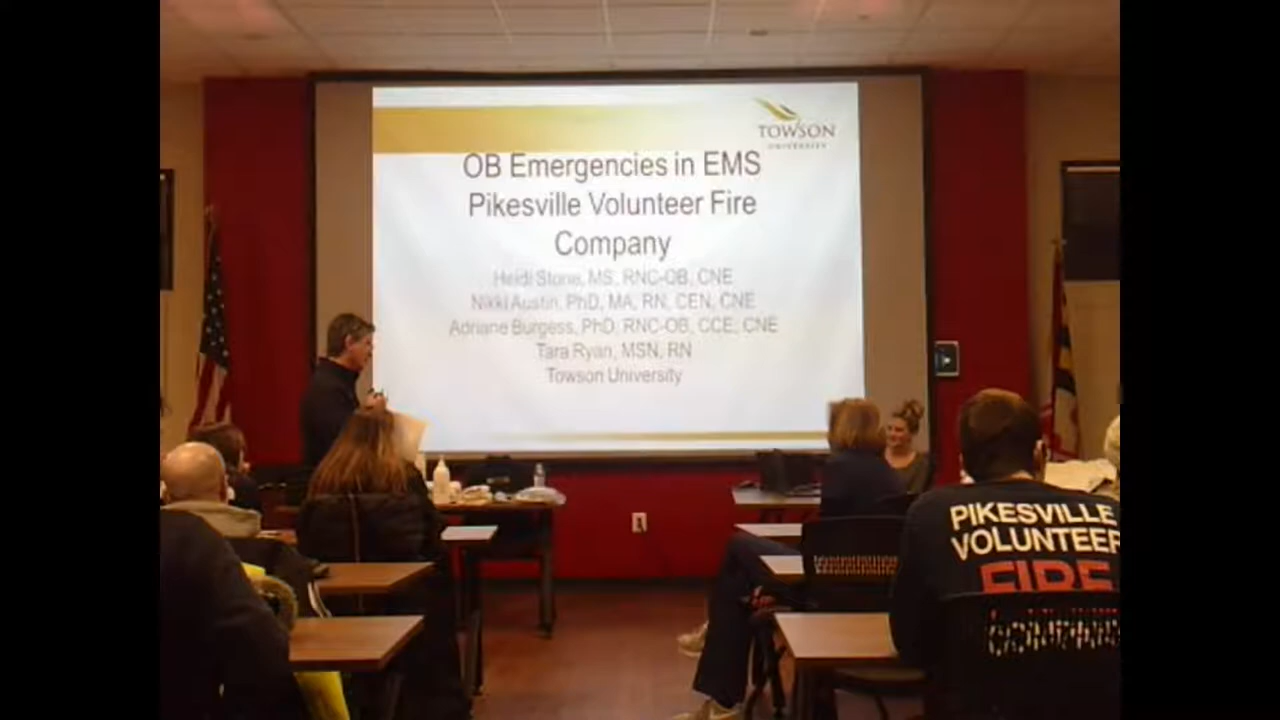 TOWSON
UNIVERSITY
OB Emergencies in EMS
Pikesville Volunteer Fire
Company
Heidi Stone, MS, RNC-OB, CNE
Nikki Austin, PhD, MA, RN, CEN, CNE
Adriane Burgess, PhD, RNC-OB, CCE, CNE
Tara Ryan, MSN, RN
Towson University
PIKESVILLE
VOLUNTEER
FIRE